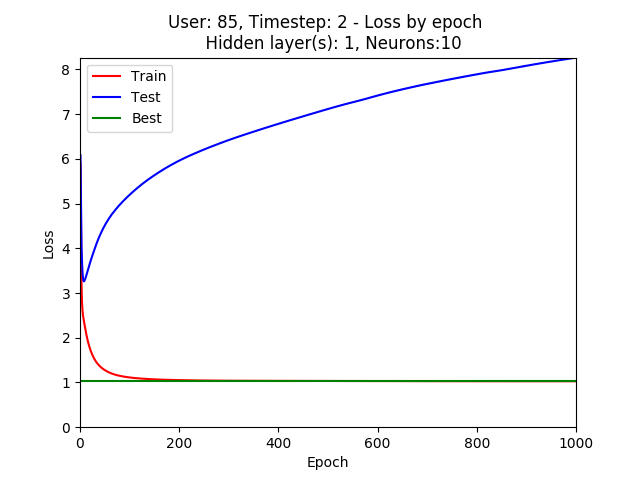 User: 85, Timestep: 2 - Loss by epoch
Hidden layer(s): 1, Neurons:10
Train
Test
Best
8
7
6
5
4
3
2
1
0
Loss
0 200 400 600 800 1000
Epoch